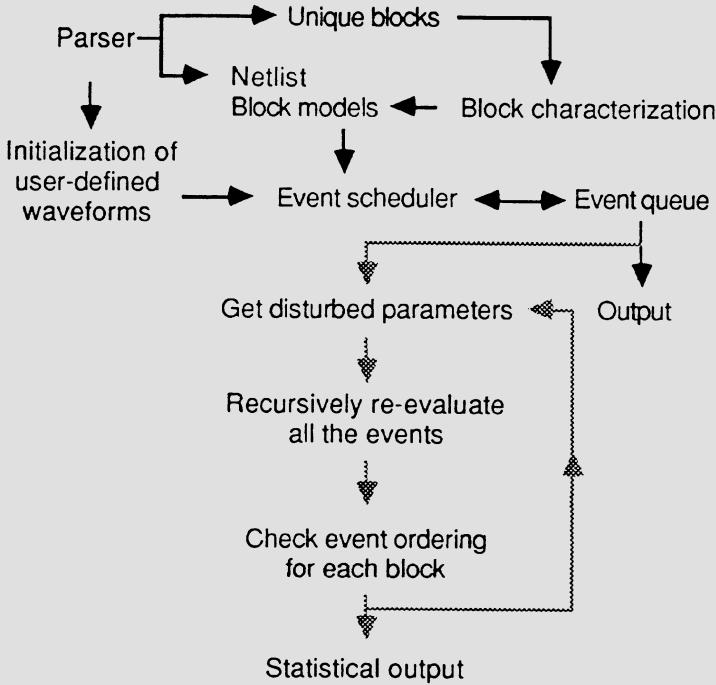 Unique blocks
Parser
Netlist
Block models
Block characterization
Initialization of
user-defined
waveforms
Event scheduler
Event queue
Get disturbed parameters
Output
Recursively re-evaluate
all the events
Check event ordering
for each block
Statistical output